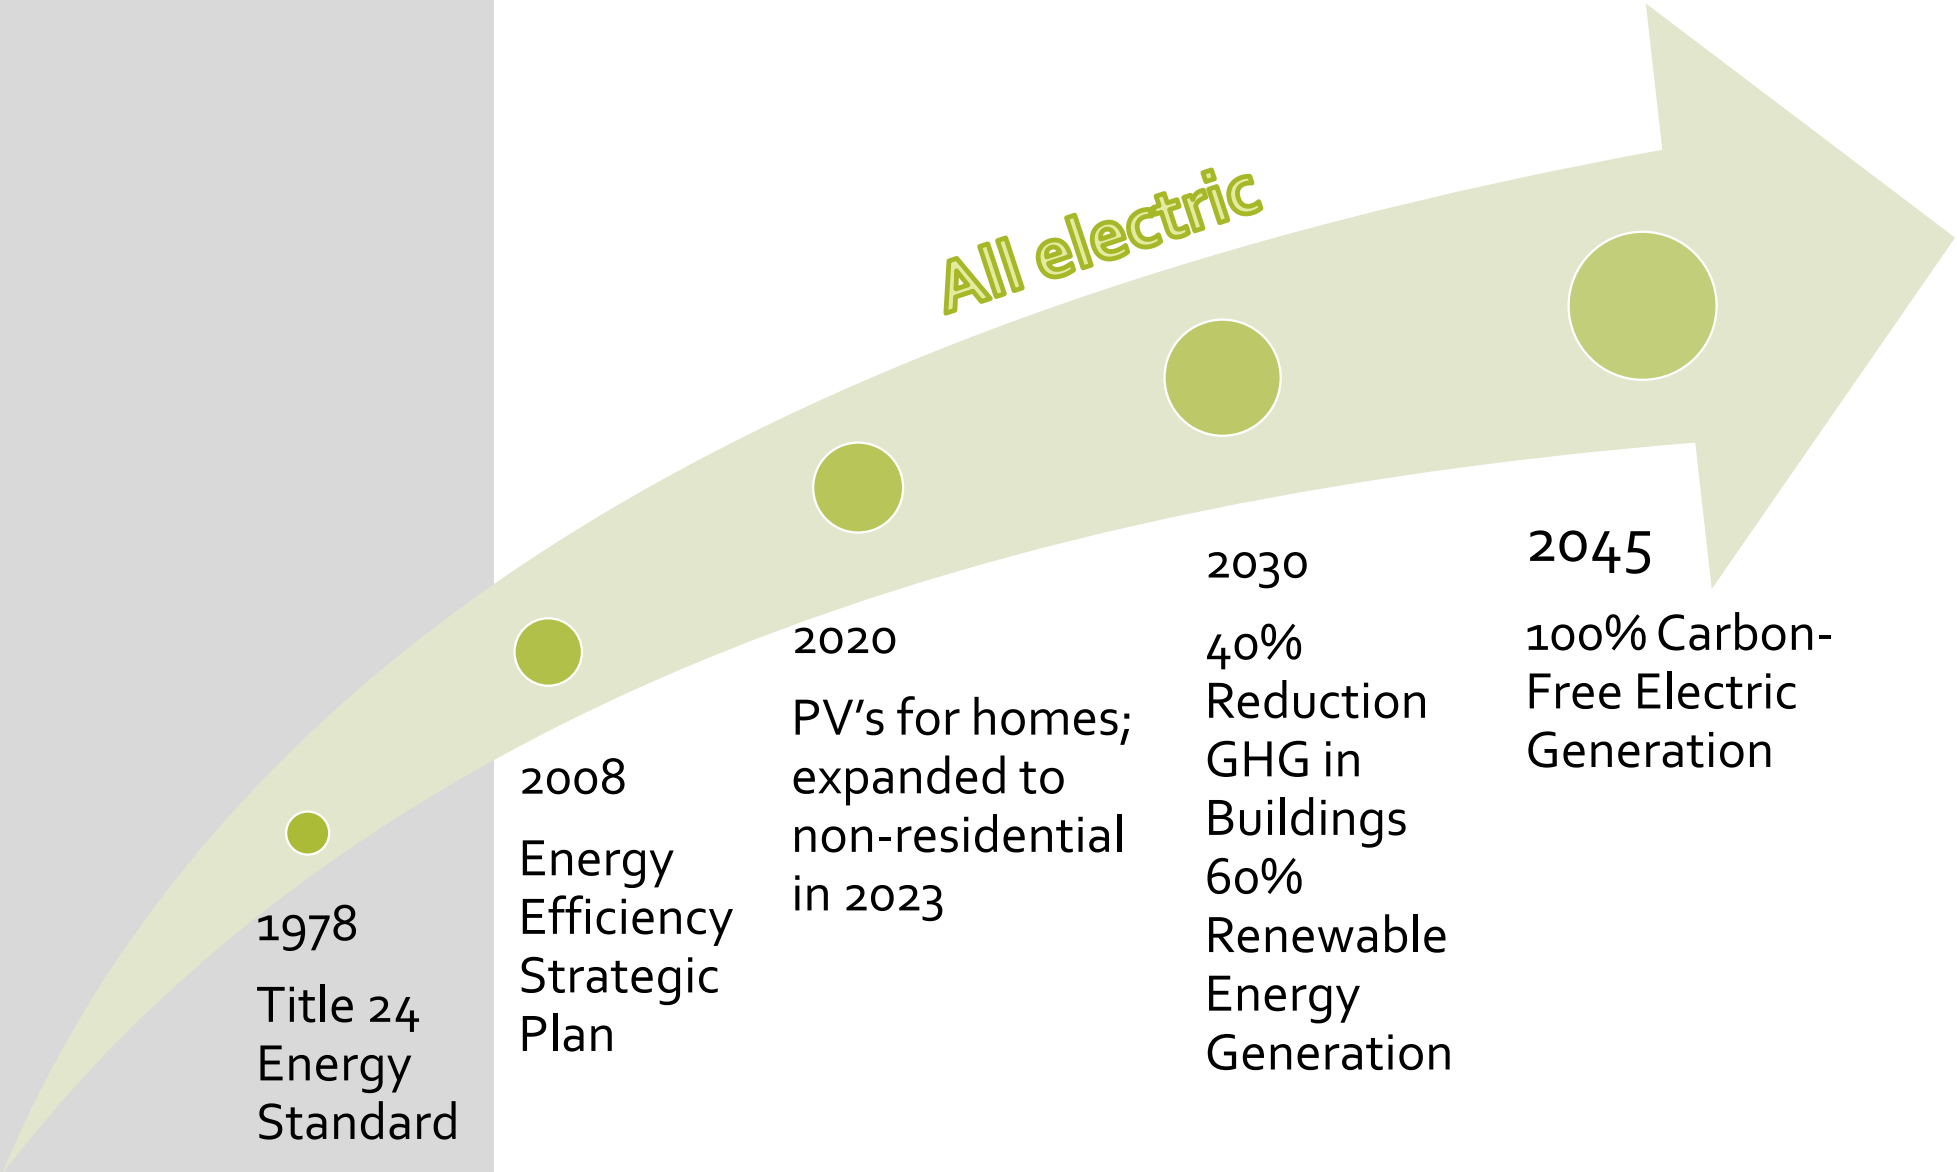 All electric
1978
Title 24
Energy
Standard
2008
Energy
Efficiency
Strategic
Plan
2020
PV's for homes;
expanded to
non-residential
in 2023
2030
40%
Reduction
GHG in
Buildings
60%
Renewable
Energy
Generation
2045
100% Carbon-
Free Electric
Generation